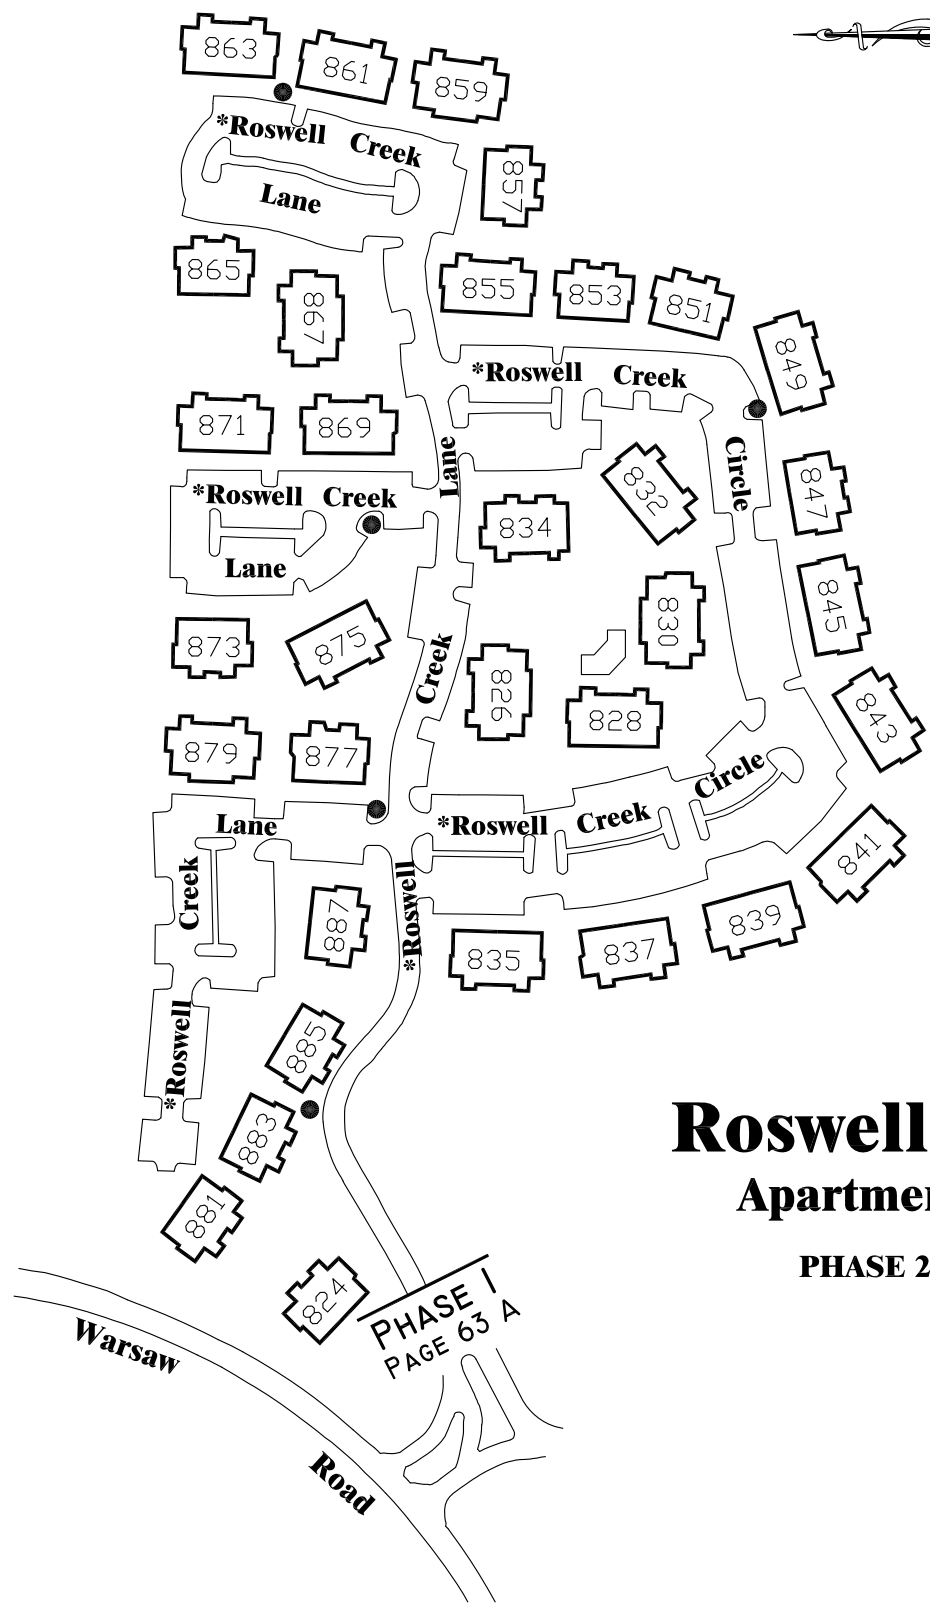 863
861
859
*Roswell Creek
Lane
857
865
867
855
853
851
849
*Roswell Creek
Circle
871
869
Lane
*Roswell Creek
Lane
832
847
834
873
875
Creek
830
845
826
828
843
879
877
Circle
Lane
*Roswell Creek
841
Creek
*Roswell
887
835
837
839
*Roswell
885
883
881
824
Roswell
Apartmen
PHASE 2
PHASE 1
PAGE 63 A
Warsaw
Road